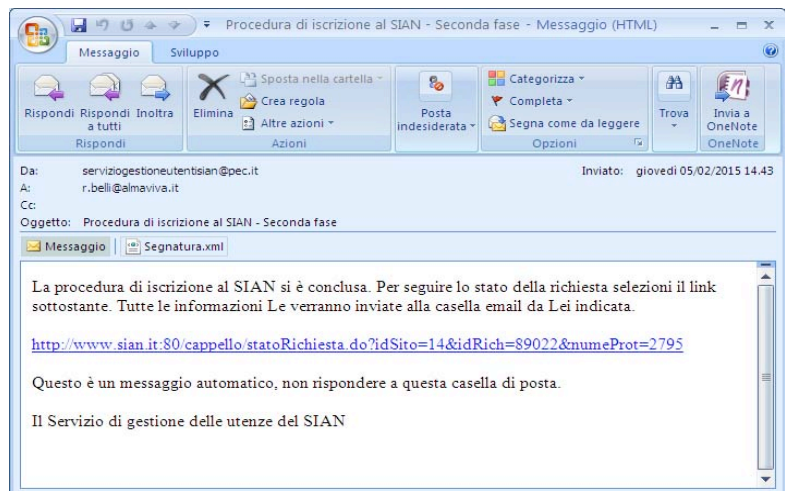 Procedura di iscrizione al SIAN - Seconda fase - Messaggio (HTML)
Messaggio Sviluppo
Rispondi Rispondi a tutti Inoltra
Rispondi
Elimina
Sposta nella cartella
Crea regola
Altre azioni
Azioni
Posta indesiderata
Categorizza
Completa
Segna come da leggere
Opzioni
Trova
Invia a OneNote
OneNote
Da: serviziogestioneutentisian@pec.it Inviato: giovedì 05/02/2015 14.43
A: r.belli@almaviva.it
Cc:
Oggetto: Procedura di iscrizione al SIAN - Seconda fase
Messaggio Segnatura.xml
La procedura di iscrizione al SIAN si è conclusa. Per seguire lo stato della richiesta selezioni il link
sottostante. Tutte le informazioni Le verranno inviate alla casella email da Lei indicata.
http://www.sian.it:80/cappello/statoRichiesta.do?idSito=14&idRich=89022&numeProt=2795
Questo è un messaggio automatico, non rispondere a questa casella di posta.
Il Servizio di gestione delle utenze del SIAN